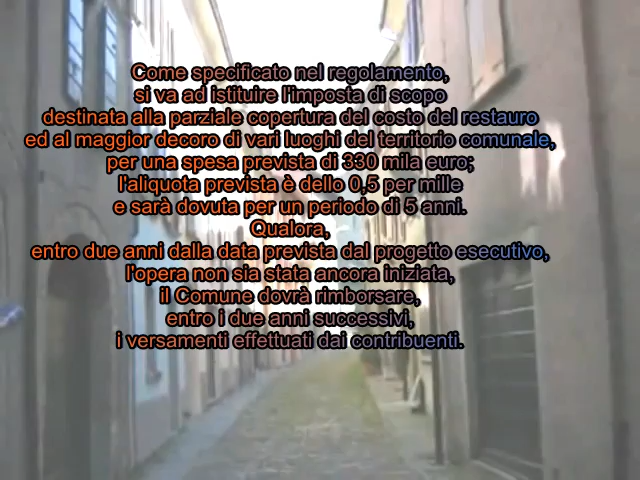 Come specificato nel regolamento,
si va ad istituire l'imposta di scopo
destinata alla parziale copertura del costo del restauro
ed al maggior decoro di vari luoghi del territorio comunale,
per una spesa prevista di 330 mila euro;
l'aliquota prevista è dello 0,5 per mille
e sarà dovuta per un periodo di 5 anni.
Qualora,
entro due anni dalla data prevista dal progetto esecutivo,
l'opera non sia stata ancora iniziata,
il Comune dovrà rimborsare,
entro i due anni successivi,
i versamenti effettuati dai contribuenti.